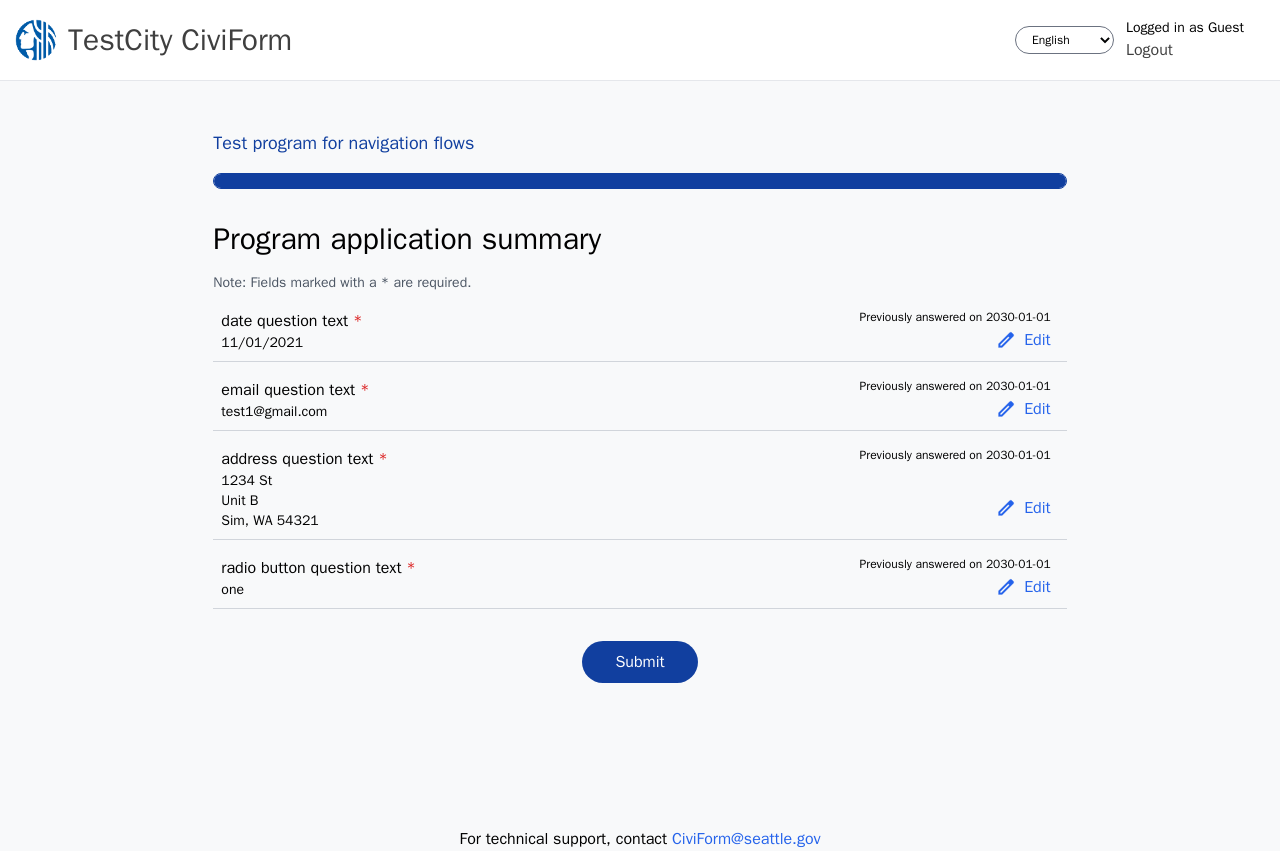 TestCity CiviForm
English
Logged in as Guest
Logout
Test program for navigation flows
Program application summary
Note: Fields marked with a * are required.
date question text *
Previously answered on 2030-01-01
11/01/2021
Edit
email question text *
Previously answered on 2030-01-01
test1@gmail.com
Edit
address question text *
Previously answered on 2030-01-01
1234 St
Unit B
Sim, WA 54321
Edit
radio button question text *
Previously answered on 2030-01-01
one
Edit
Submit
For technical support, contact CiviForm@seattle.gov